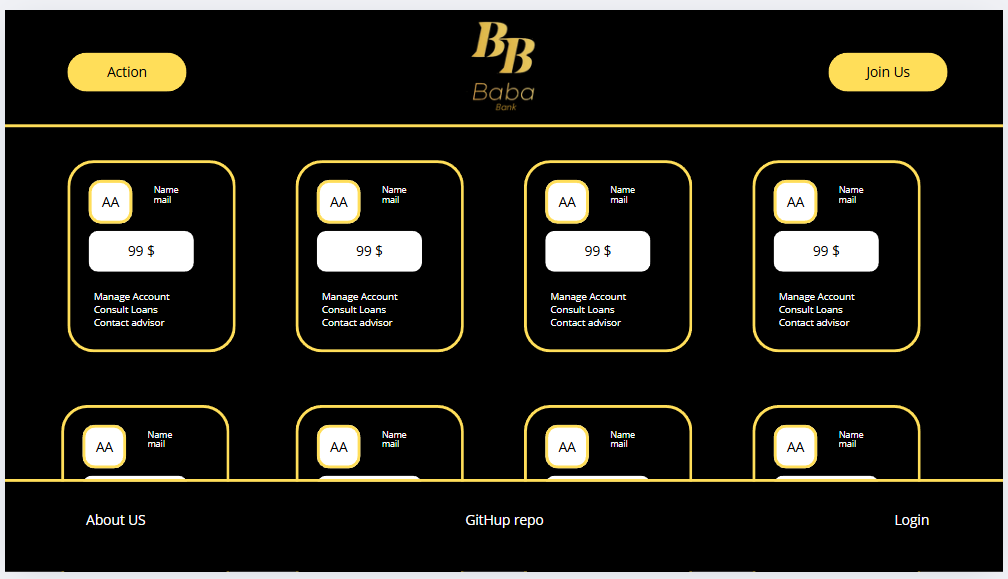 Action
BB
Baba
Bank
Join Us
AA
Name
mail
99 $
Manage Account
Consult Loans
Contact advisor
AA
Name
mail
99 $
Manage Account
Consult Loans
Contact advisor
AA
Name
mail
99 $
Manage Account
Consult Loans
Contact advisor
AA
Name
mail
99 $
Manage Account
Consult Loans
Contact advisor
AA
Name
mail
AA
Name
mail
AA
Name
mail
AA
Name
mail
About US
GitHup repo
Login